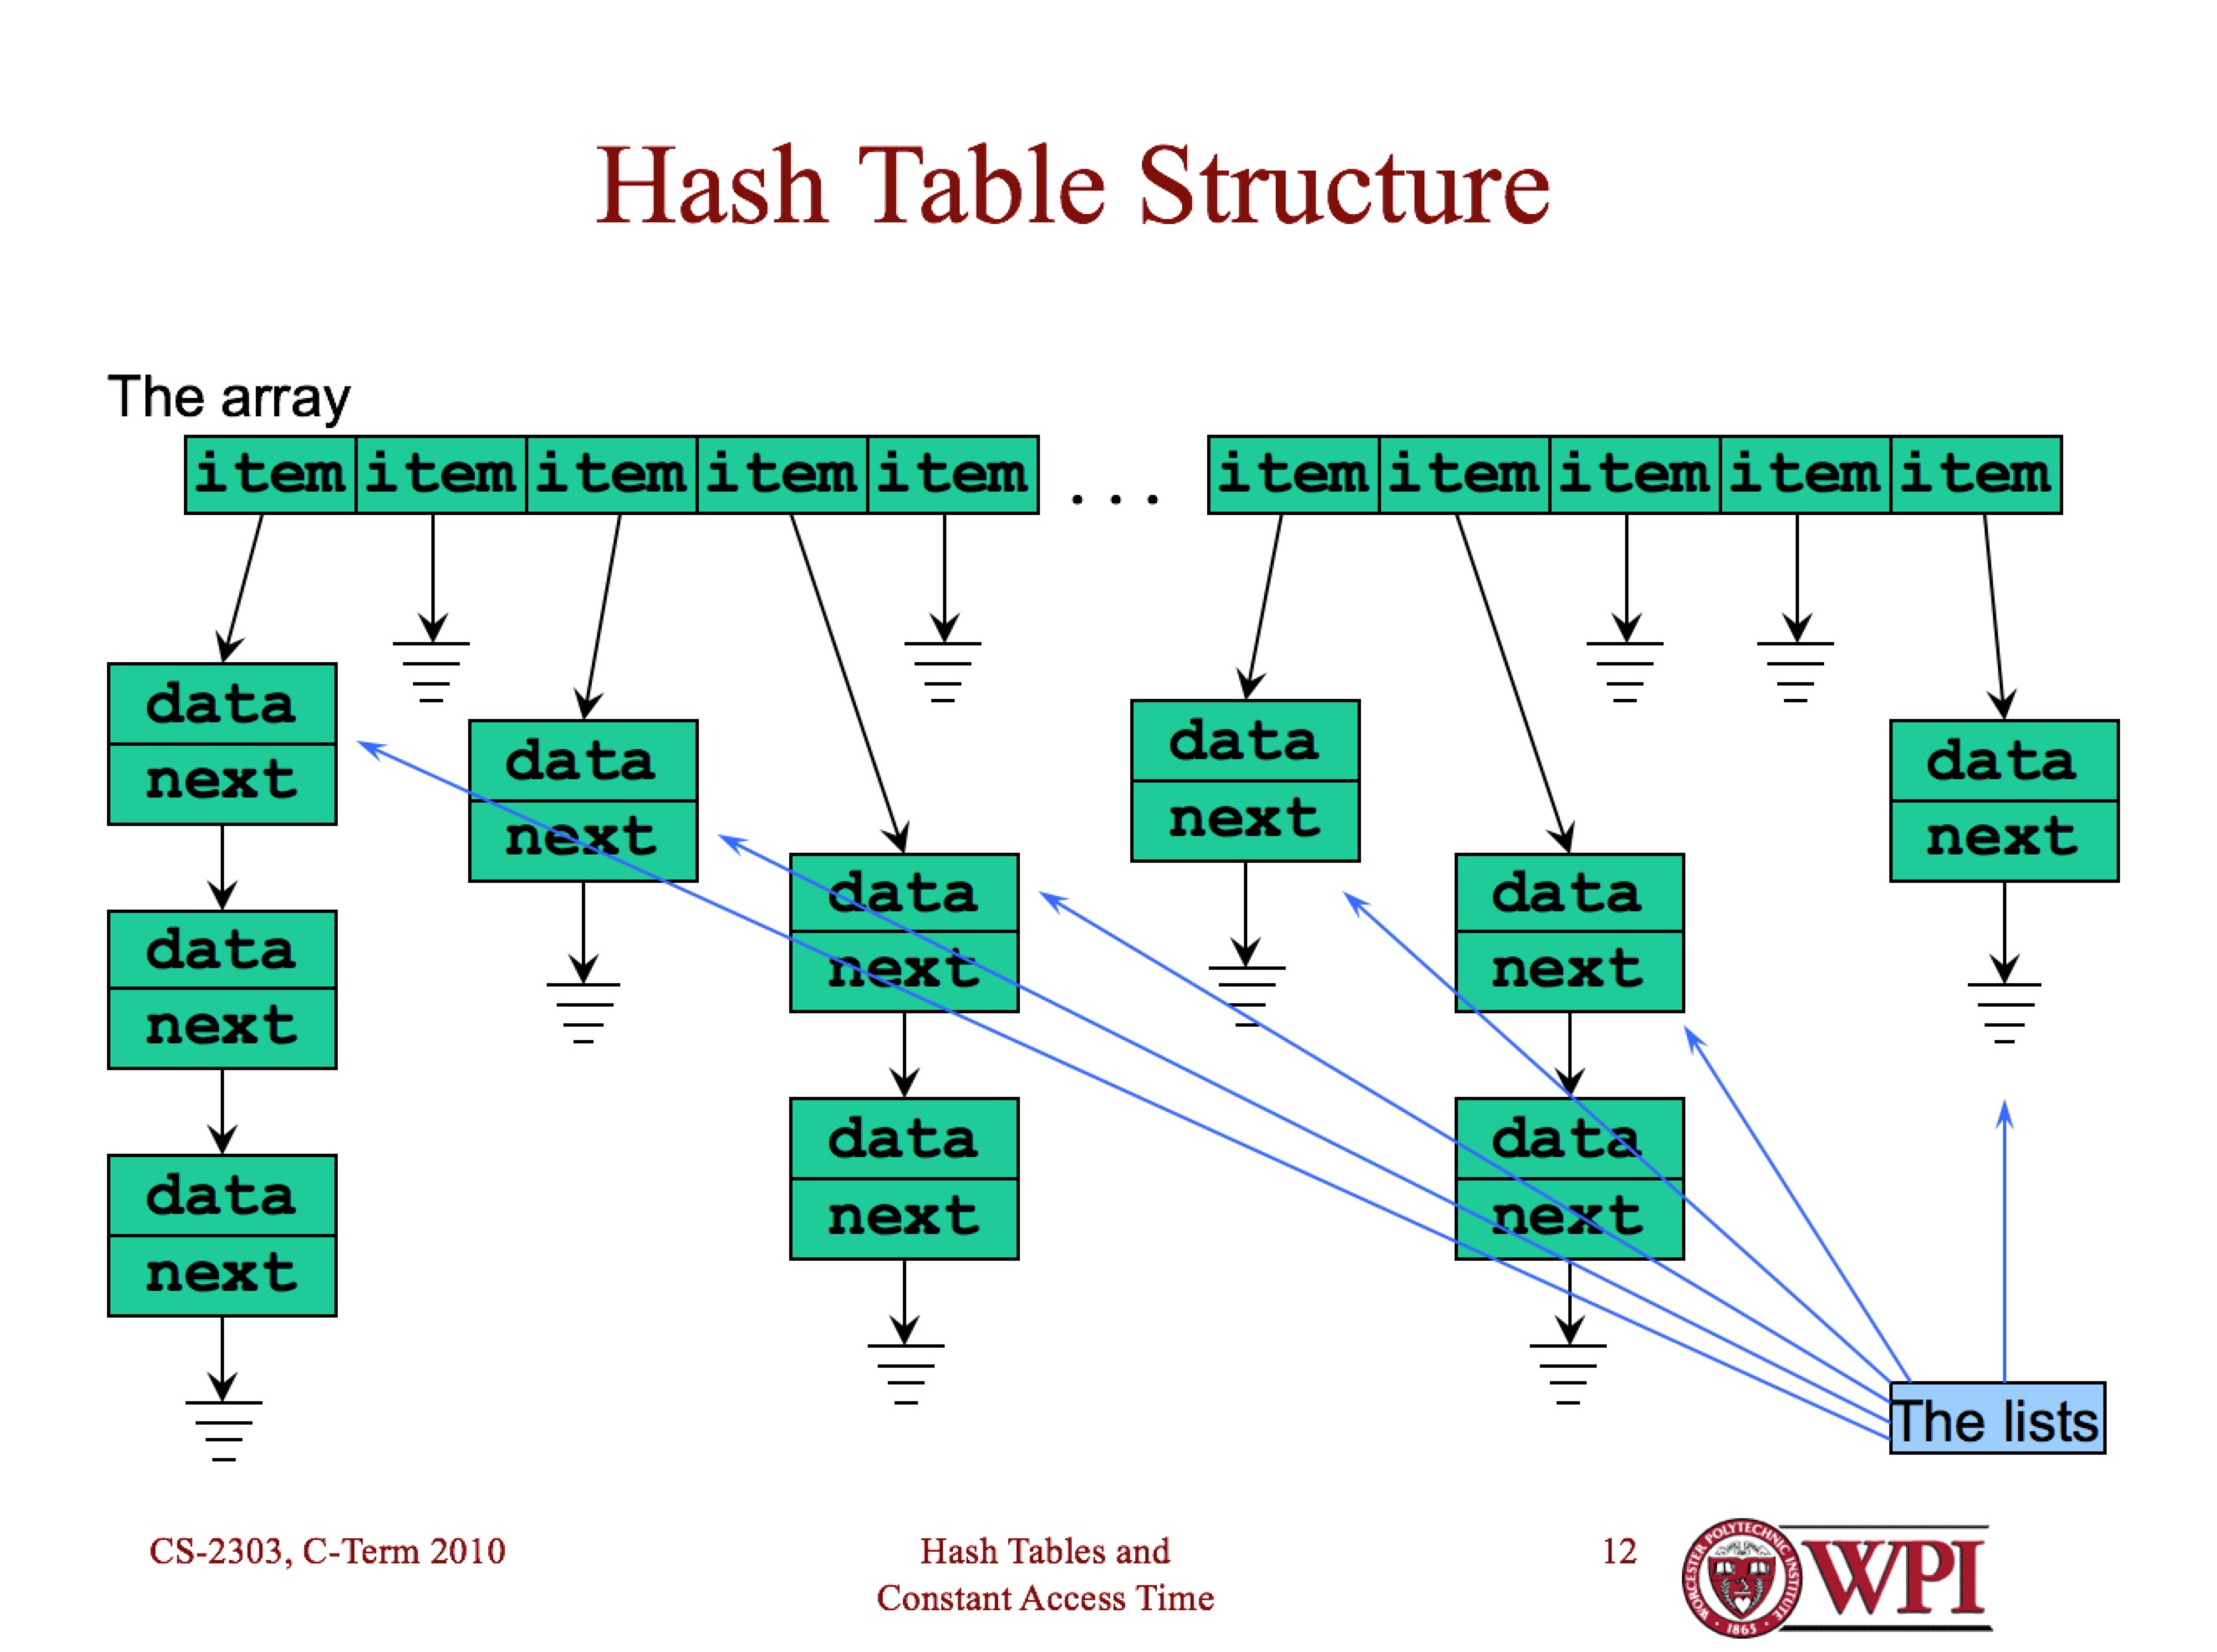 Hash Table Structure
The array
item item item item item ... item item item item item
data
next
data
next
data
next
data
next
data
next
data
next
data
next
data
next
data
next
data
next
The lists
CS-2303, C-Term 2010
Hash Tables and
Constant Access Time
12
WORCESTER POLYTECHNIC INSTITUTE
1865
WPI